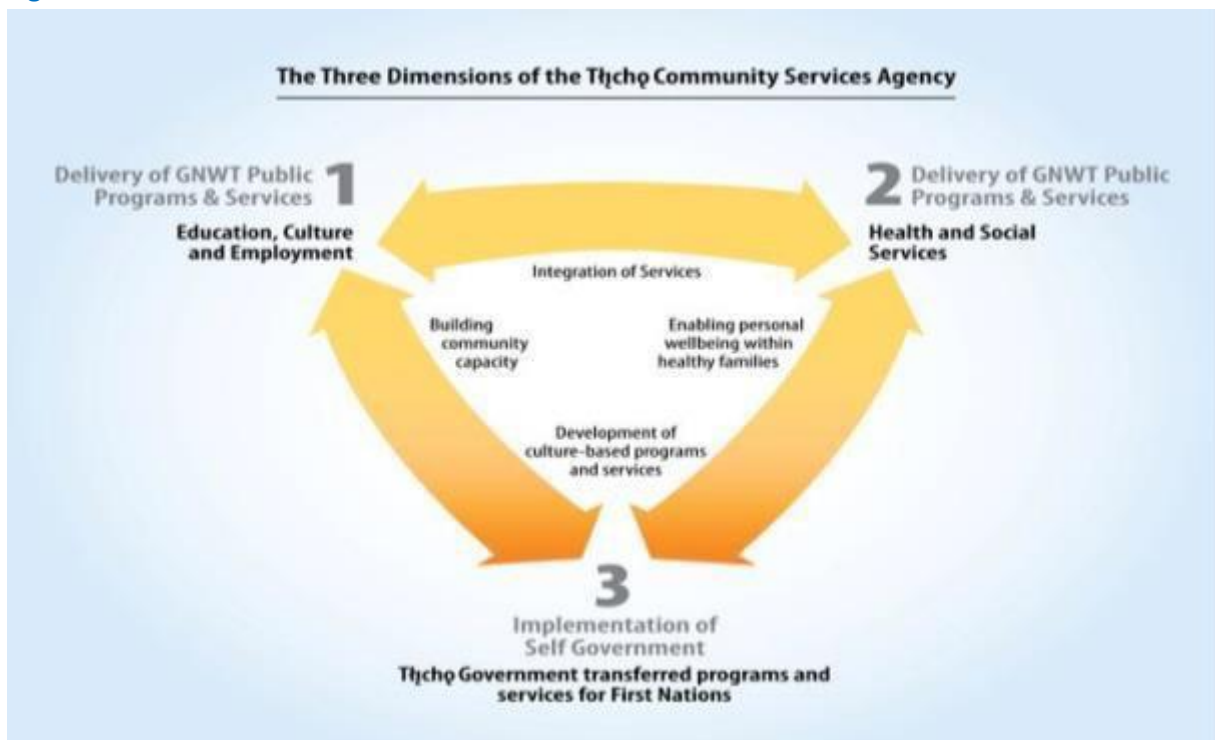 The Three Dimensions of the Tłı̨chǫ Community Services Agency
Delivery of GNWT Public
Programs & Services
1
Education, Culture
and Employment
2
Delivery of GNWT Public
Programs & Services
Health and Social
Services
Integration of Services
Building
community
capacity
Enabling personal
wellbeing within
healthy families
Development of
culture-based programs
and services
3
Implementation of
Self Government
Tłı̨chǫ Government transferred programs and
services for First Nations